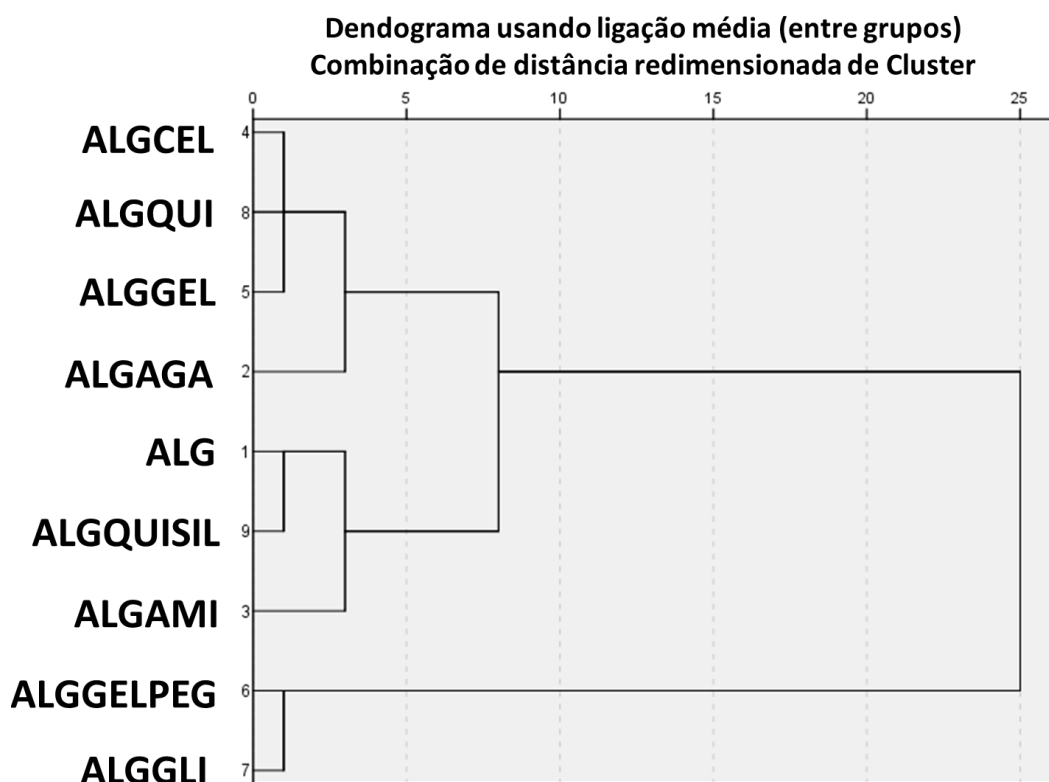 Dendograma usando ligação média (entre grupos)
Combinação de distância redimensionada de Cluster
0 5 10 15 20 25
ALGCEL 4
ALGQUI 8
ALGGEL 5
ALGAGA 2
ALG 1
ALGQUISIL 9
ALGAMI 3
ALGGELPEG 6
ALGGLI 7